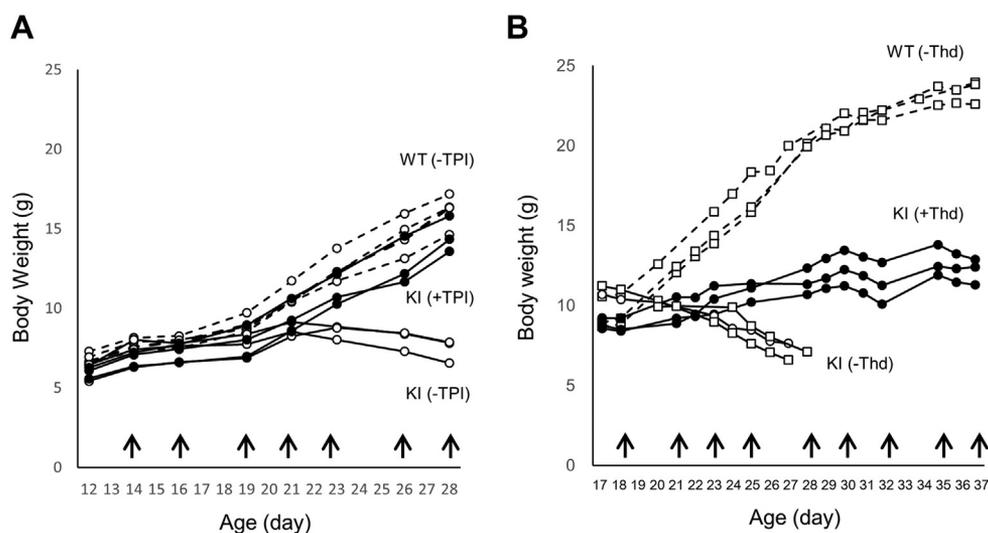 A
25
20
15
10
5
0
Body Weight (g)
WT (-TPI)
KI (+TPI)
KI (-TPI)
12 13 14 15 16 17 18 19 20 21 22 23 24 25 26 27 28
Age (day)
B
25
20
15
10
5
0
Body weight (g)
WT (-Thd)
KI (+Thd)
KI (-Thd)
17 18 19 20 21 22 23 24 25 26 27 28 29 30 31 32 33 34 35 36 37
Age (day)